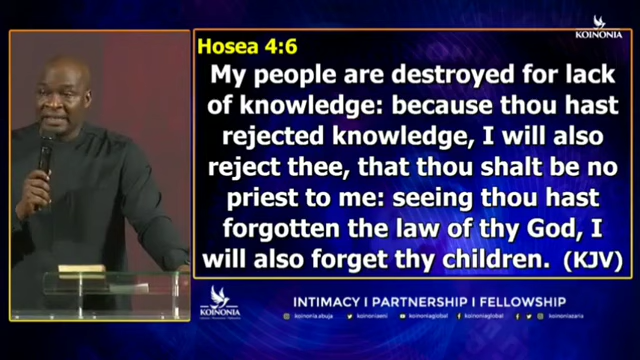 KOINONIA
Hosea 4:6
My people are destroyed for lack
of knowledge: because thou hast
rejected knowledge, I will also
reject thee, that thou shalt be no
priest to me: seeing thou hast
forgotten the law of thy God, I
will also forget thy children. (KJV)
KOINONIA
INTIMACY I PARTNERSHIP I FELLOWSHIP
koinonia.abuja koinoniaeni koinoniaglobal koinoniaglobal koinoniazaria